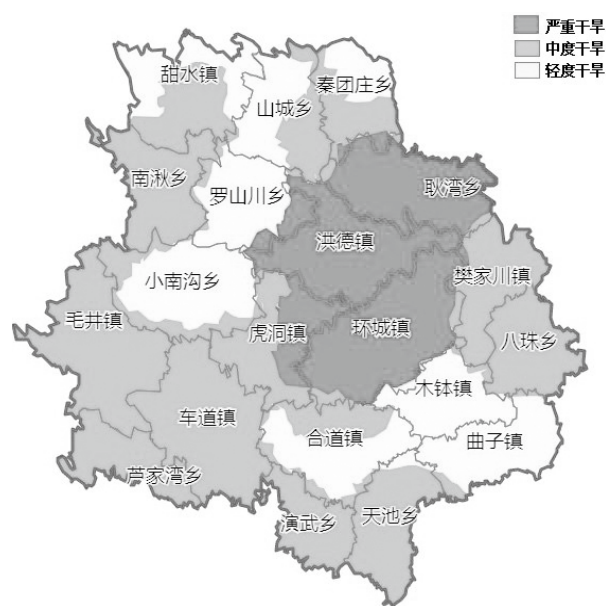 严重干旱
中度干旱
轻度干旱
甜水镇
山城乡
秦团庄乡
南湫乡
罗山川乡
耿湾乡
洪德镇
小南沟乡
樊家川镇
毛井镇
虎洞镇
环城镇
八珠乡
木钵镇
车道镇
合道镇
曲子镇
芦家湾乡
演武乡
天池乡